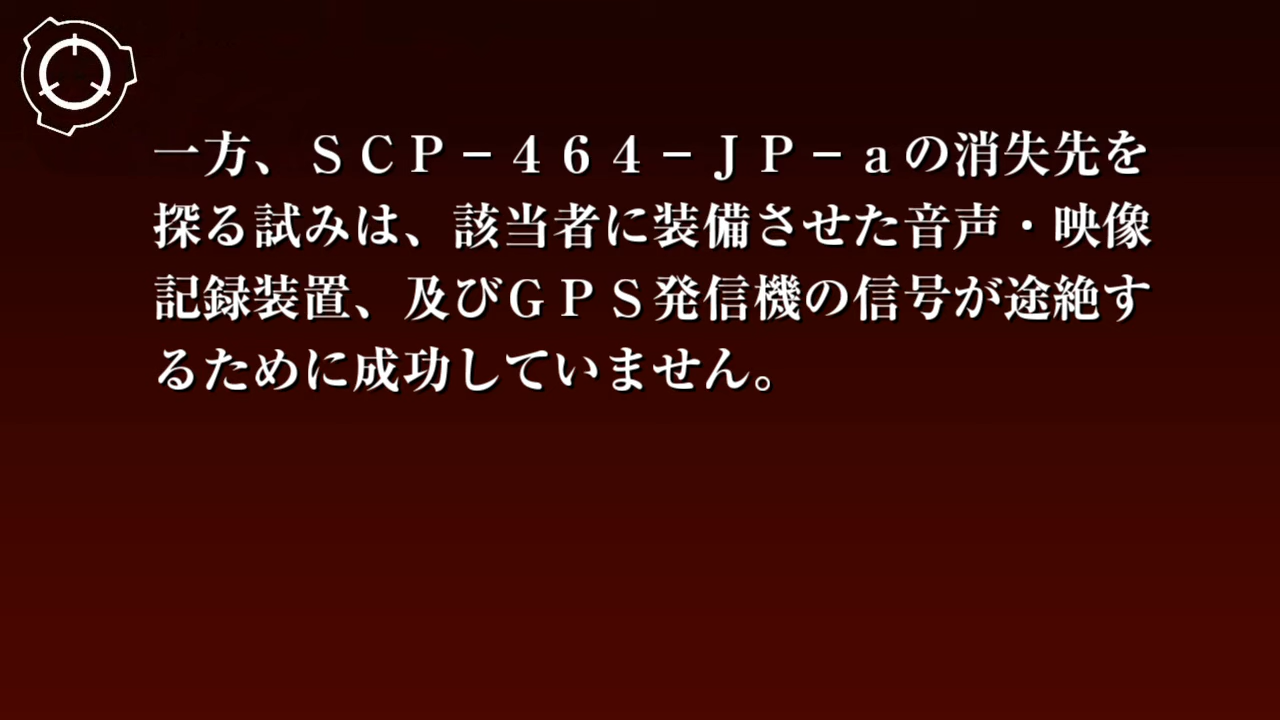 一方、ＳＣＰ－４６４－ＪＰ－ａの消失先を
探る試みは、該当者に装備させた音声・映像
記録装置、及びＧＰＳ発信機の信号が途絶す
るために成功していません。